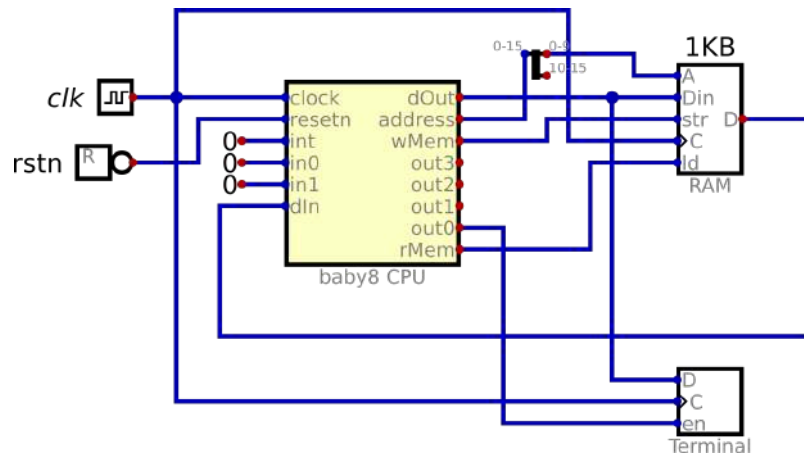 0-15 0-9 1KB
10-15
clk
clock dOut
resetn address
int wMem
in0 out3
in1 out2
dIn out1
out0
rMem
baby8 CPU
rstn R
0
0
0
A
Din
str D
C
ld
RAM
D
C
en
Terminal